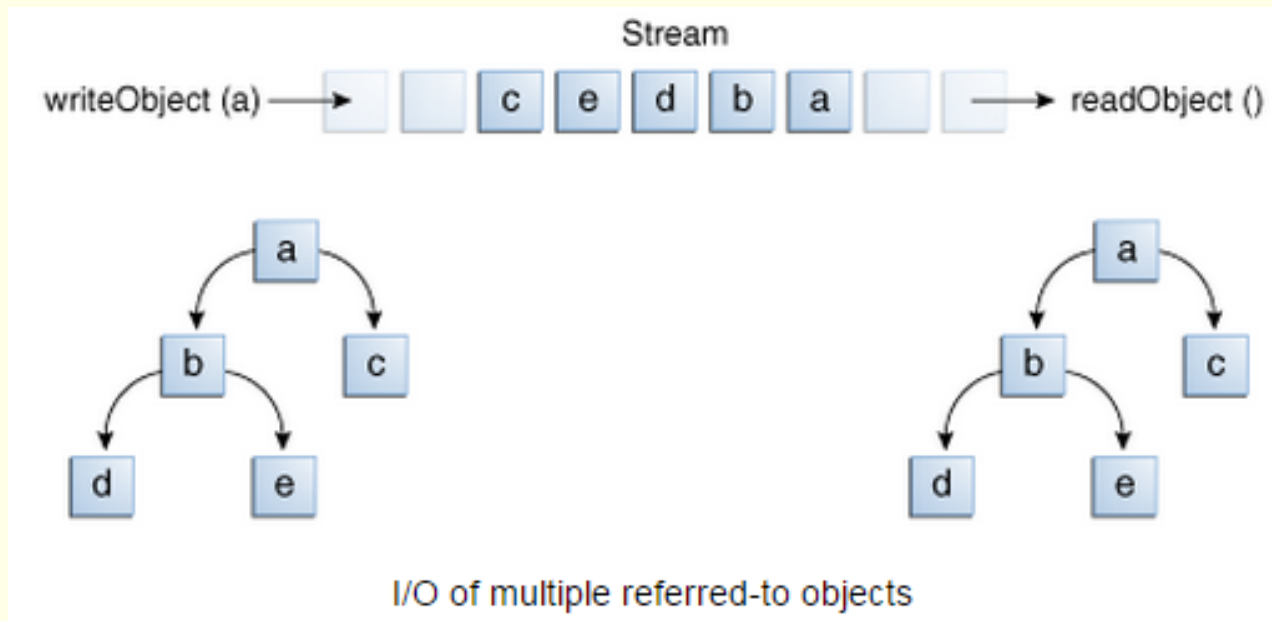 Stream
writeObject (a) c e d b a readObject ()
a a
b c b c
d e d e
I/O of multiple referred-to objects